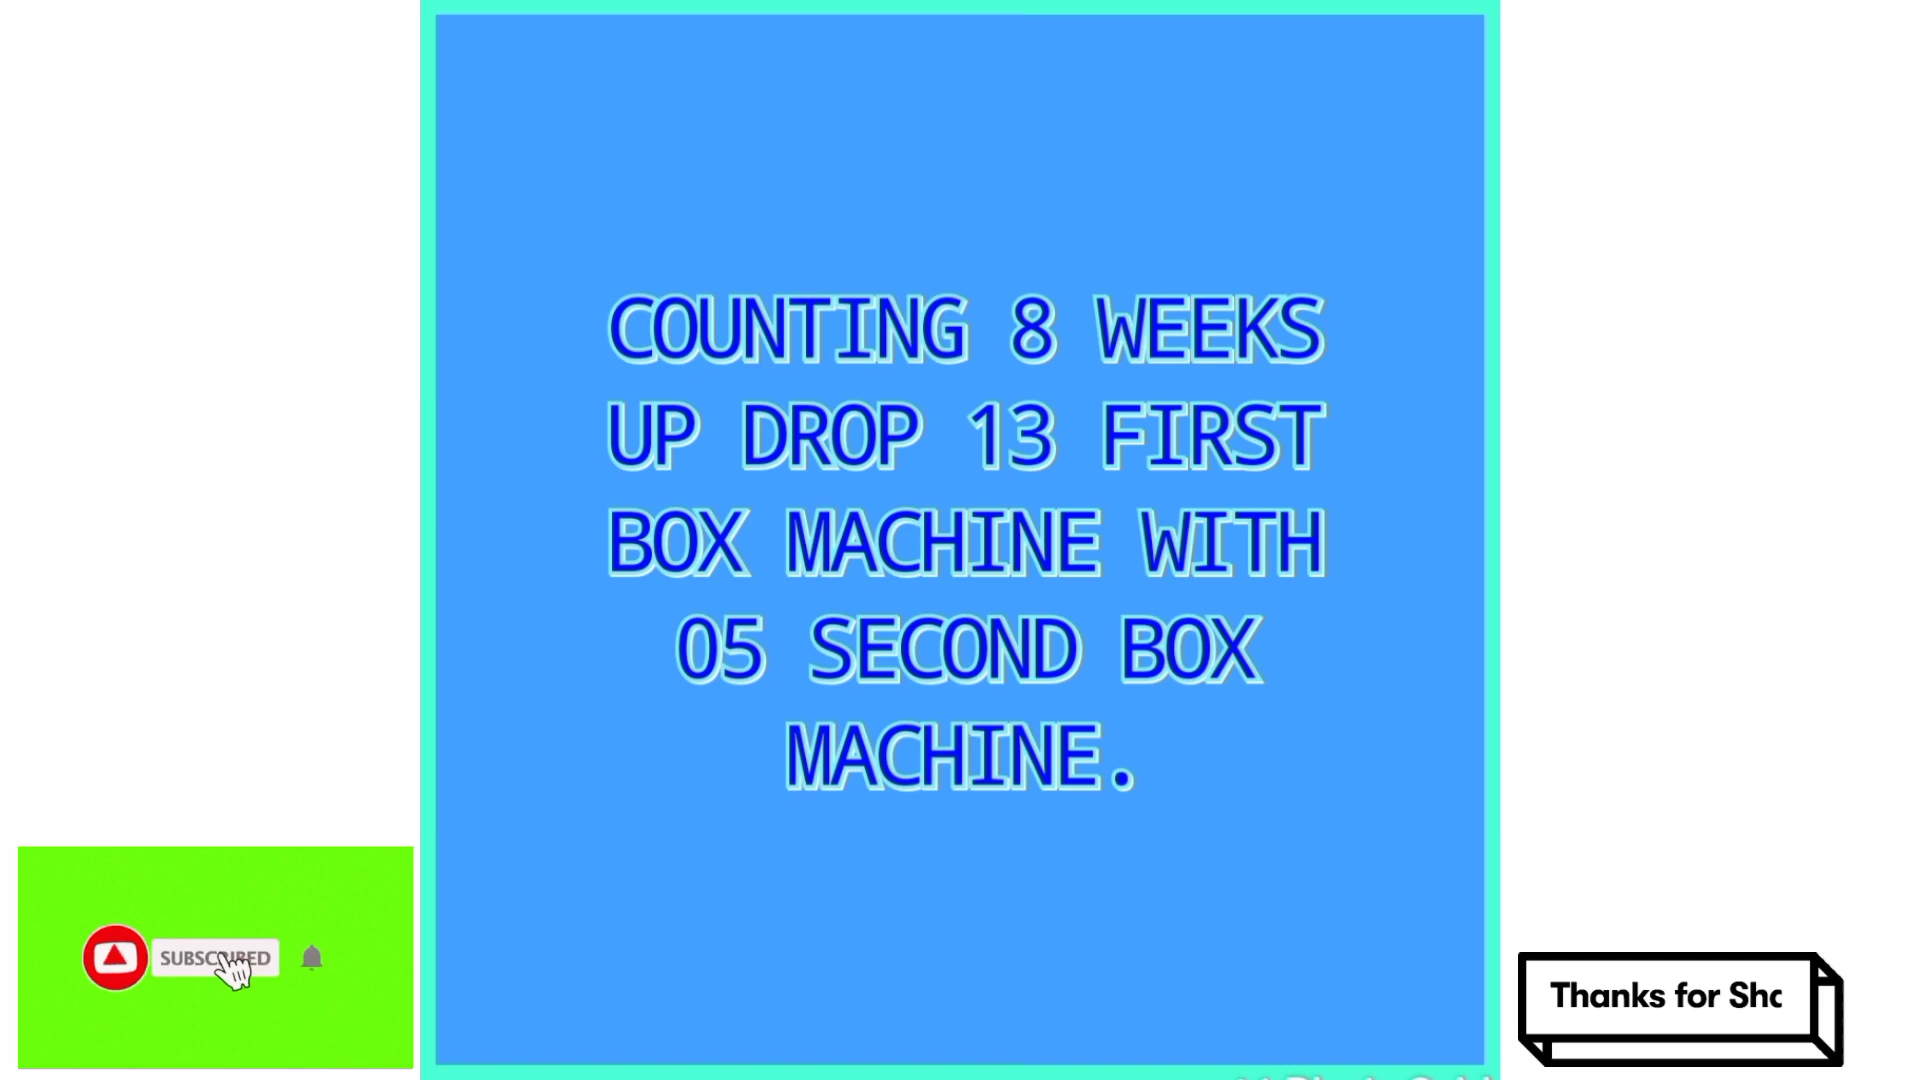 COUNTING 8 WEEKS
UP DROP 13 FIRST
BOX MACHINE WITH
05 SECOND BOX
MACHINE.
SUBSCRIBED
Thanks for Shc